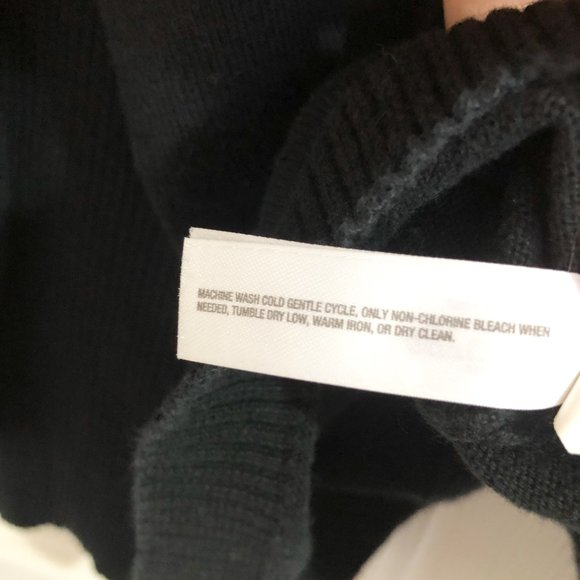 MACHINE WASH COLD GENTLE CYCLE, ONLY NON-CHLORINE BLEACH WHEN
NEEDED, TUMBLE DRY LOW, WARM IRON, OR DRY CLEAN.